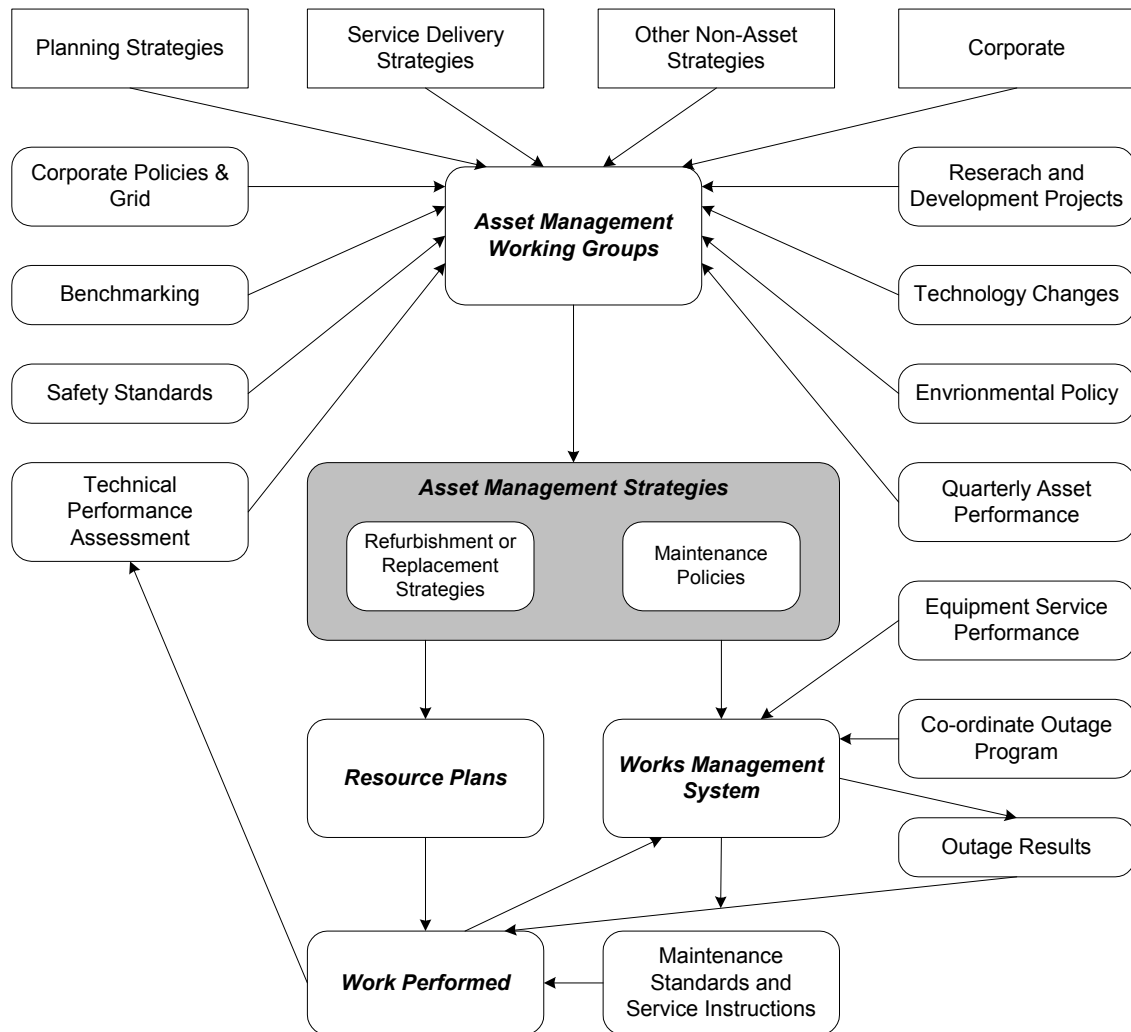 Planning Strategies
Service Delivery
Strategies
Other Non-Asset
Strategies
Corporate
Corporate Policies &
Grid
Asset Management
Working Groups
Reserach and
Development Projects
Benchmarking
Technology Changes
Safety Standards
Envrionmental Policy
Technical
Performance
Assessment
Asset Management Strategies
Refurbishment or
Replacement
Strategies
Maintenance
Policies
Quarterly Asset
Performance
Equipment Service
Performance
Resource Plans
Works Management
System
Co-ordinate Outage
Program
Outage Results
Work Performed
Maintenance
Standards and
Service Instructions